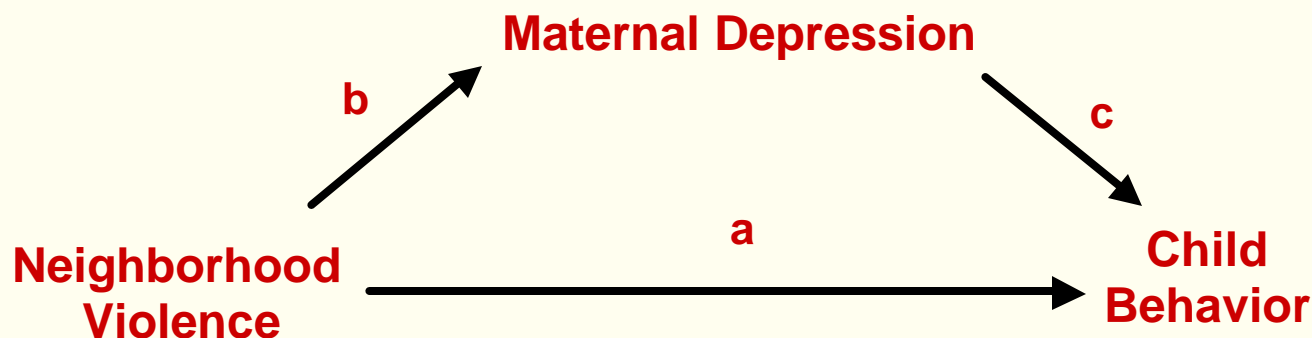 Maternal Depression
b
c
a
Neighborhood
Violence
Child
Behavior